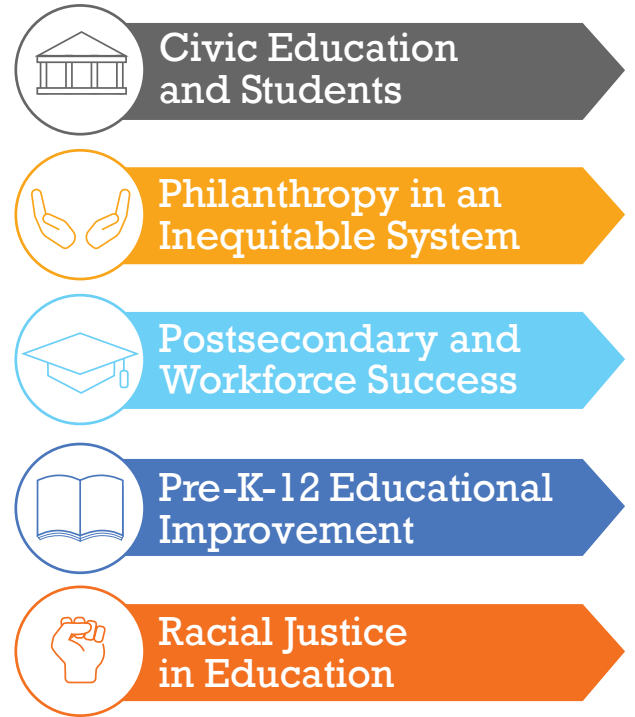 Civic Education
and Students
Philanthropy in an
Inequitable System
Postsecondary and
Workforce Success
Pre-K-12 Educational
Improvement
Racial Justice
in Education